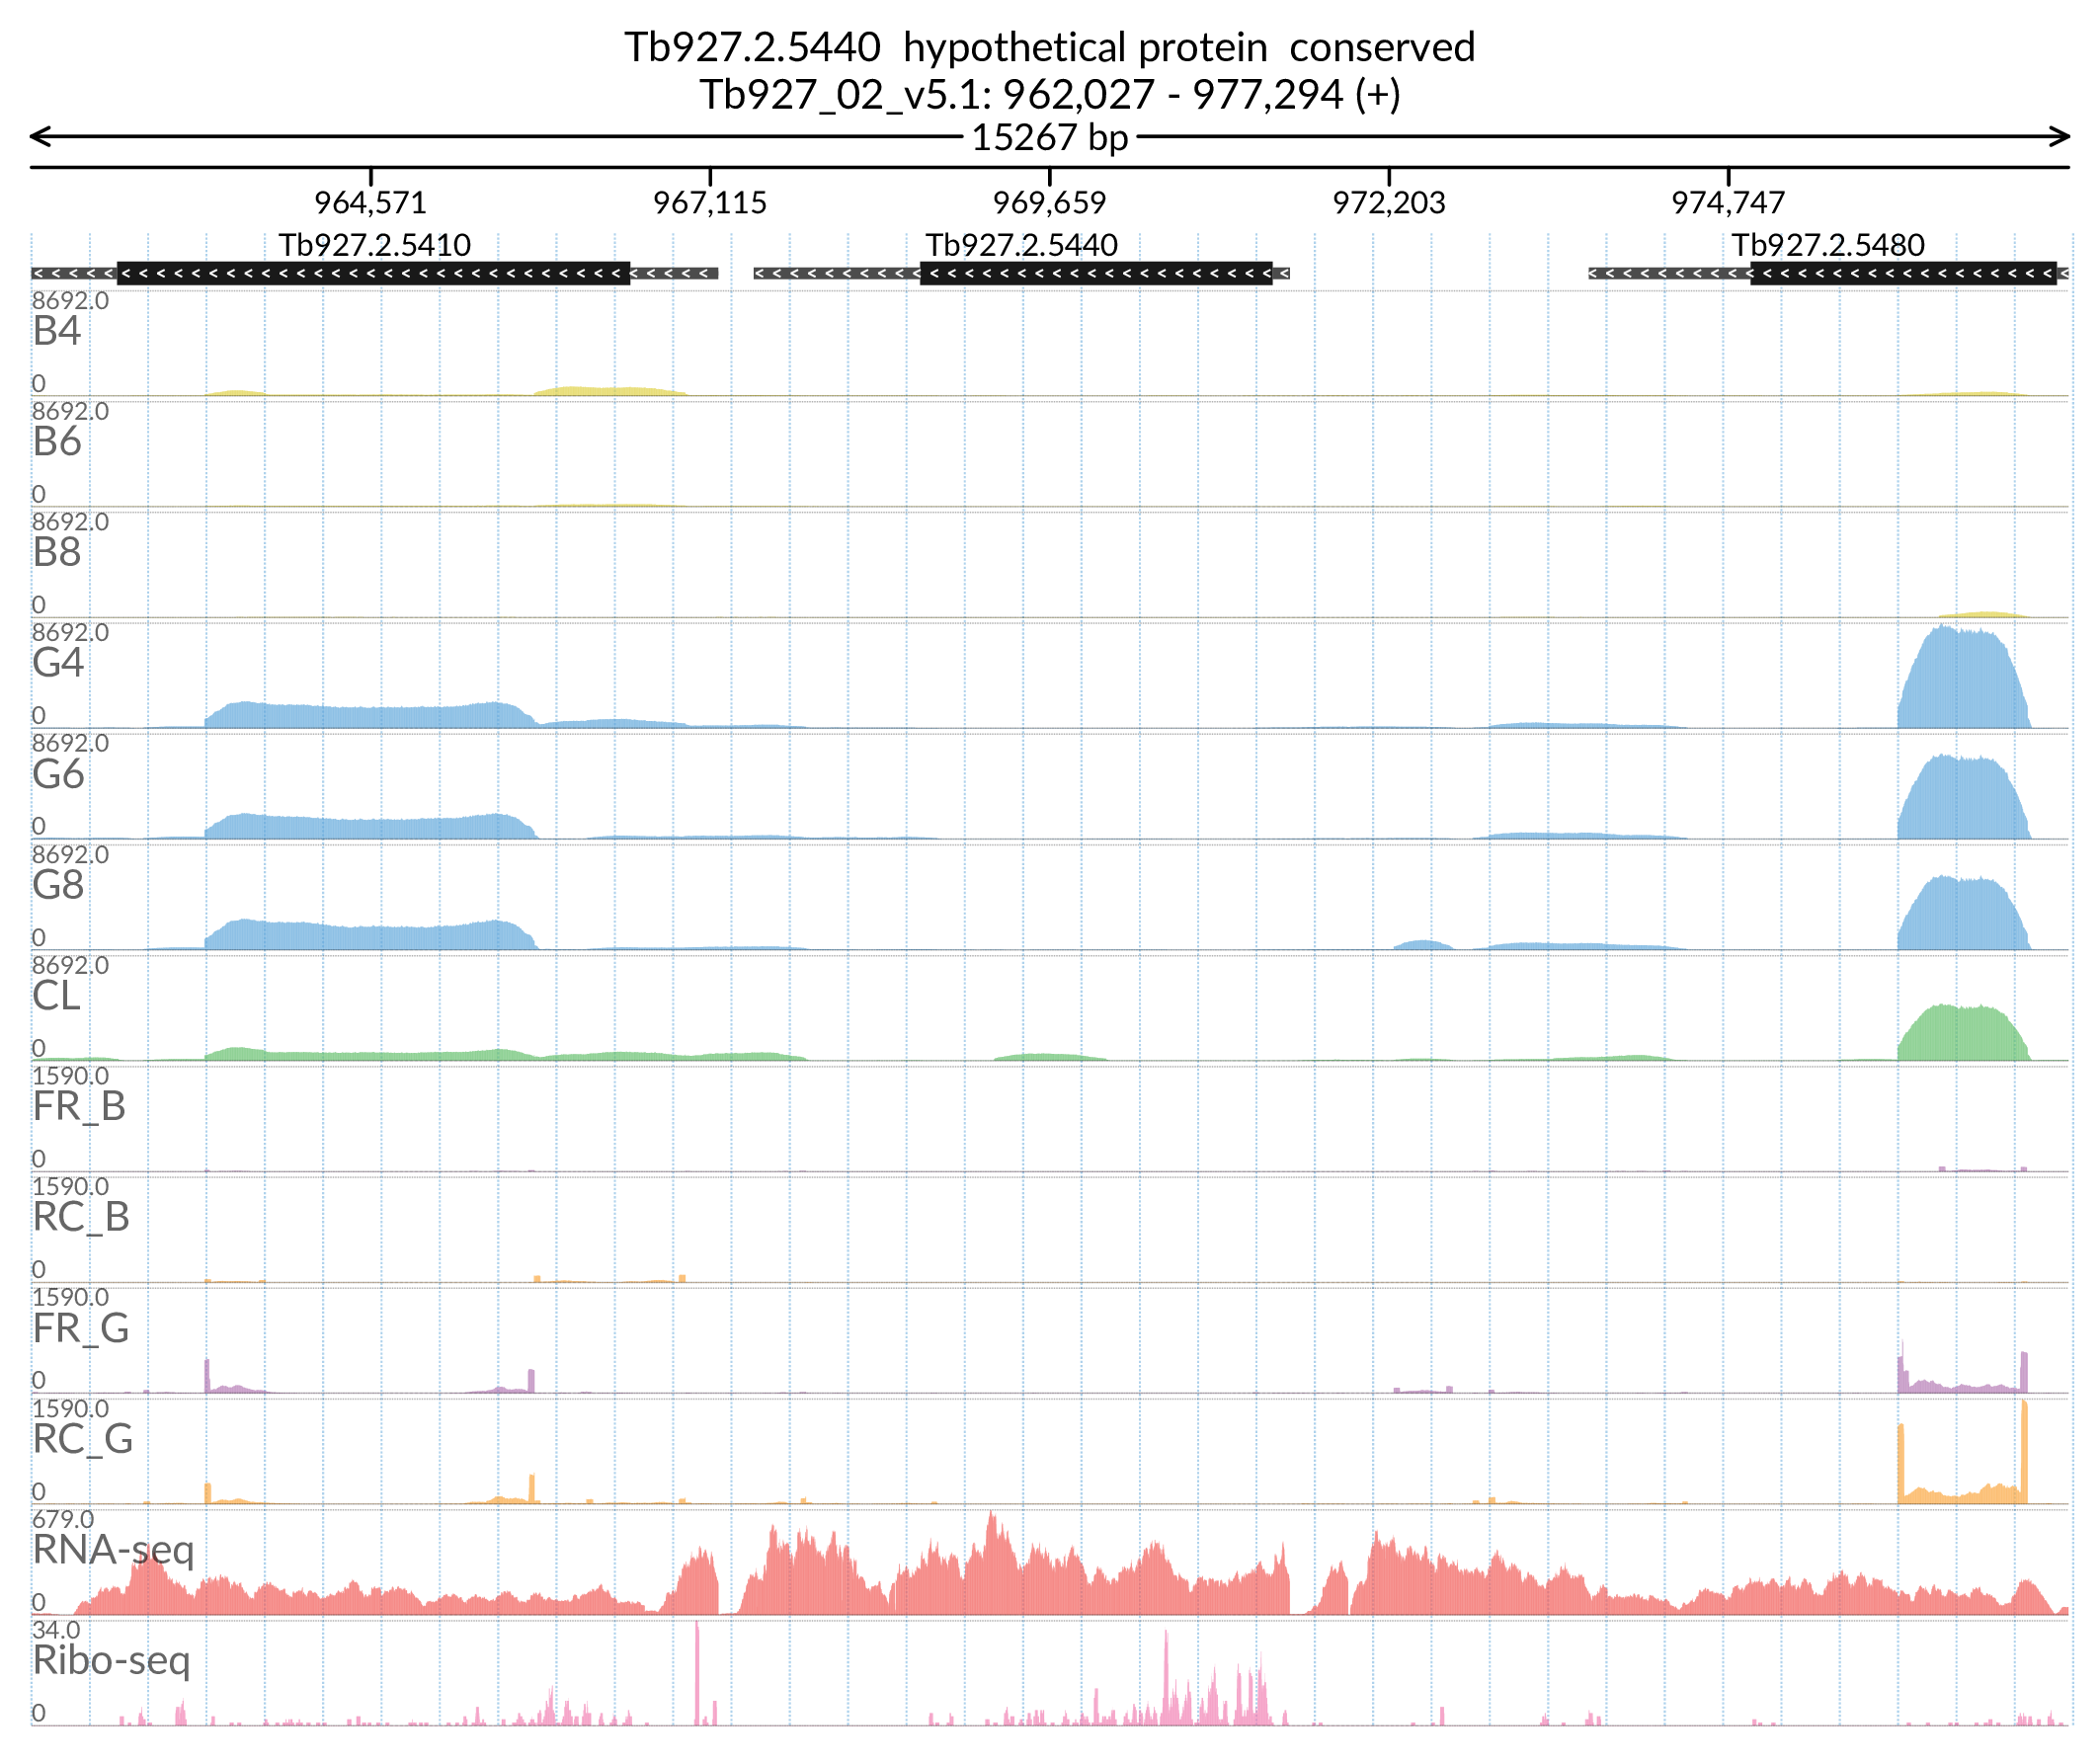 Tb927.2.5440 hypothetical protein conserved
Tb927_02_v5.1: 962,027 - 977,294 (+)
15267 bp
964,571 967,115 969,659 972,203 974,747
Tb927.2.5410 Tb927.2.5440 Tb927.2.5480
8692.0
B4
0
8692.0
B6
0
8692.0
B8
0
8692.0
G4
0
8692.0
G6
0
8692.0
G8
0
8692.0
CL
0
1590.0
FR_B
0
1590.0
RC_B
0
1590.0
FR_G
0
1590.0
RC_G
0
679.0
RNA-seq
0
34.0
Ribo-seq
0